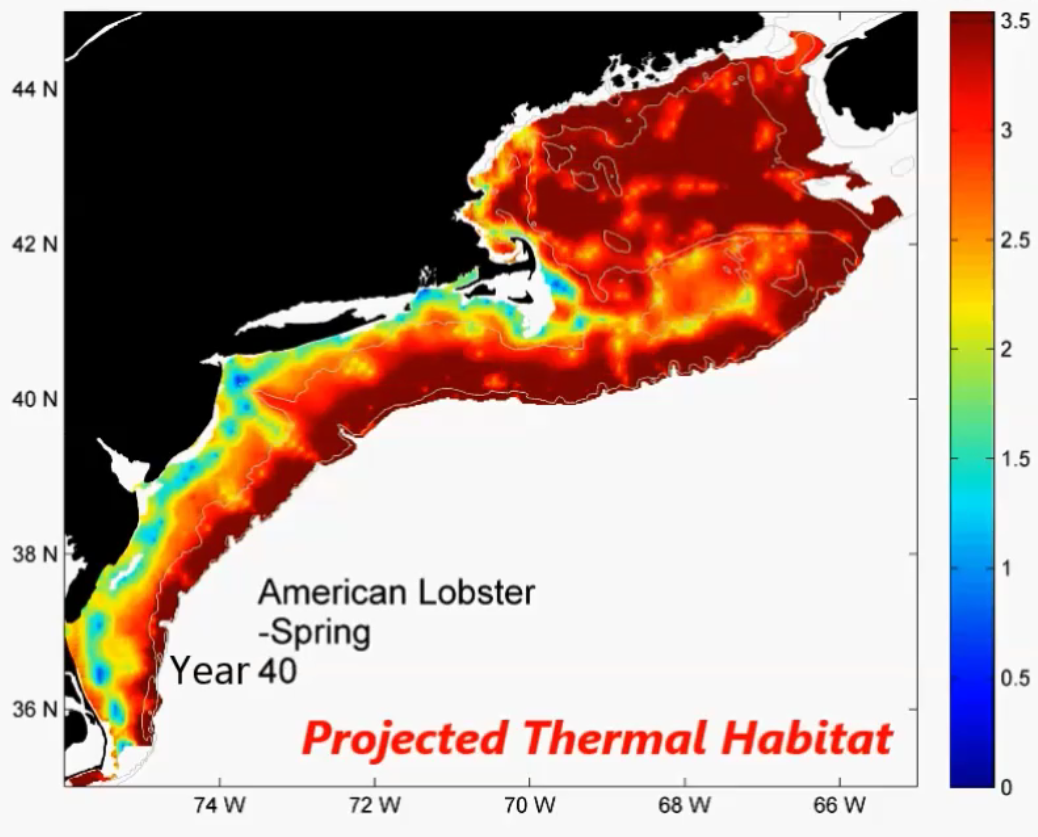 44 N
42 N
40 N
38 N
36 N
74 W
72 W
70 W
68 W
66 W
American Lobster
-Spring
Year 40
Projected Thermal Habitat
3.5
3
2.5
2
1.5
1
0.5
0